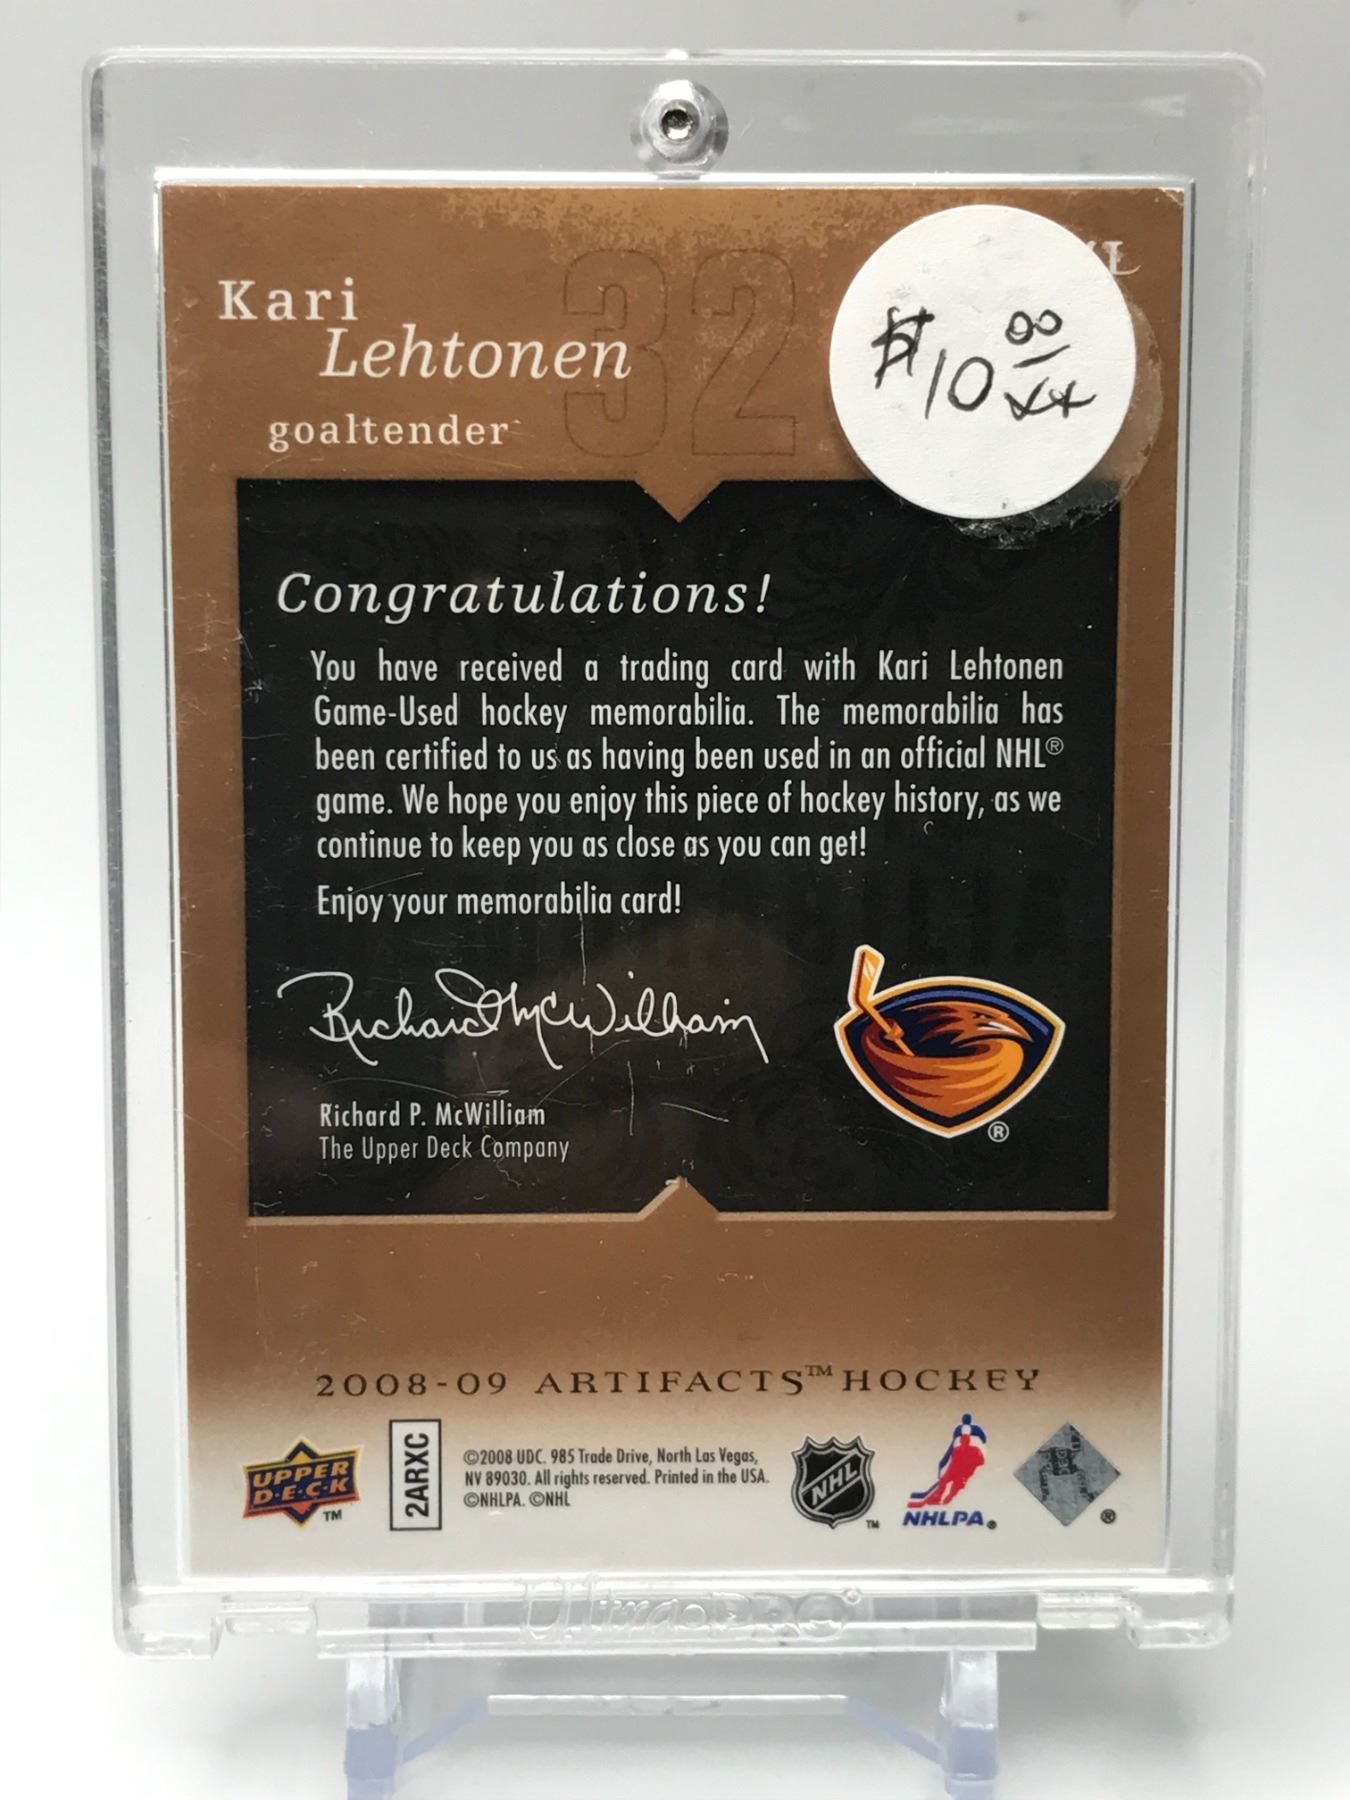 Kari
Lehtonen
goaltender
32
L
$10 00
xx
Congratulations!
You have received a trading card with Kari Lehtonen
Game-Used hockey memorabilia. The memorabilia has
been certified to us as having been used in an official NHL®
game. We hope you enjoy this piece of hockey history, as we
continue to keep you as close as you can get!
Enjoy your memorabilia card!
Richard McWilliam
Richard P. McWilliam
The Upper Deck Company
®
2008-09 ARTIFACTS™ HOCKEY
UPPER
D·E·C·K
TM
2ARXC
©2008 UDC. 985 Trade Drive, North Las Vegas,
NV 89030. All rights reserved. Printed in the USA.
©NHLPA. ©NHL
NHL
TM
NHLPA®
®
Ultra·PRO®